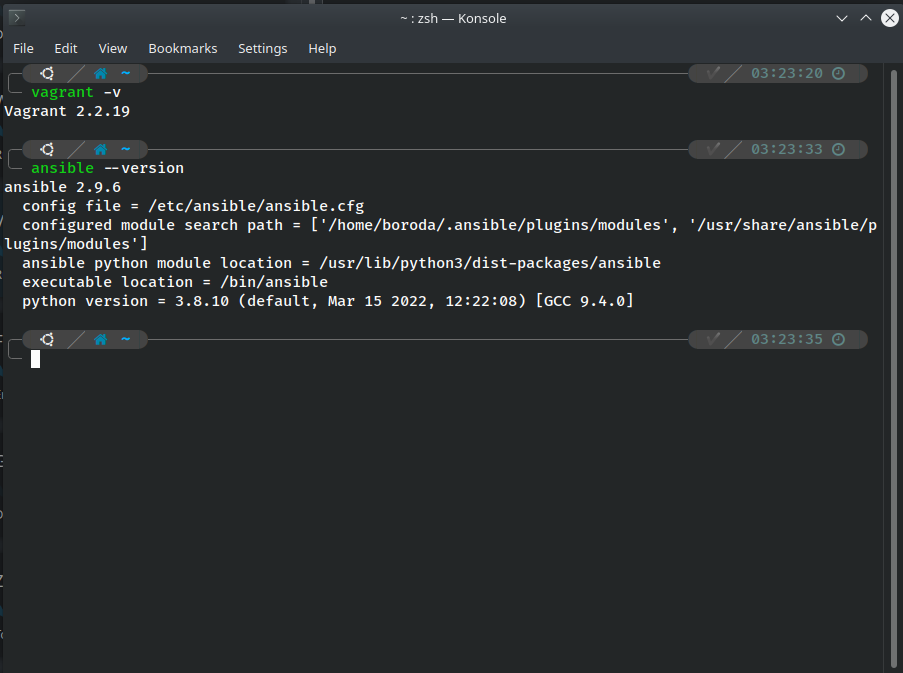 ~ : zsh — Konsole
File Edit View Bookmarks Settings Help
~ 03:23:20
vagrant -v
Vagrant 2.2.19
~ 03:23:33
ansible --version
ansible 2.9.6
config file = /etc/ansible/ansible.cfg
configured module search path = ['/home/boroda/.ansible/plugins/modules', '/usr/share/ansible/p
lugins/modules']
ansible python module location = /usr/lib/python3/dist-packages/ansible
executable location = /bin/ansible
python version = 3.8.10 (default, Mar 15 2022, 12:22:08) [GCC 9.4.0]
~ 03:23:35